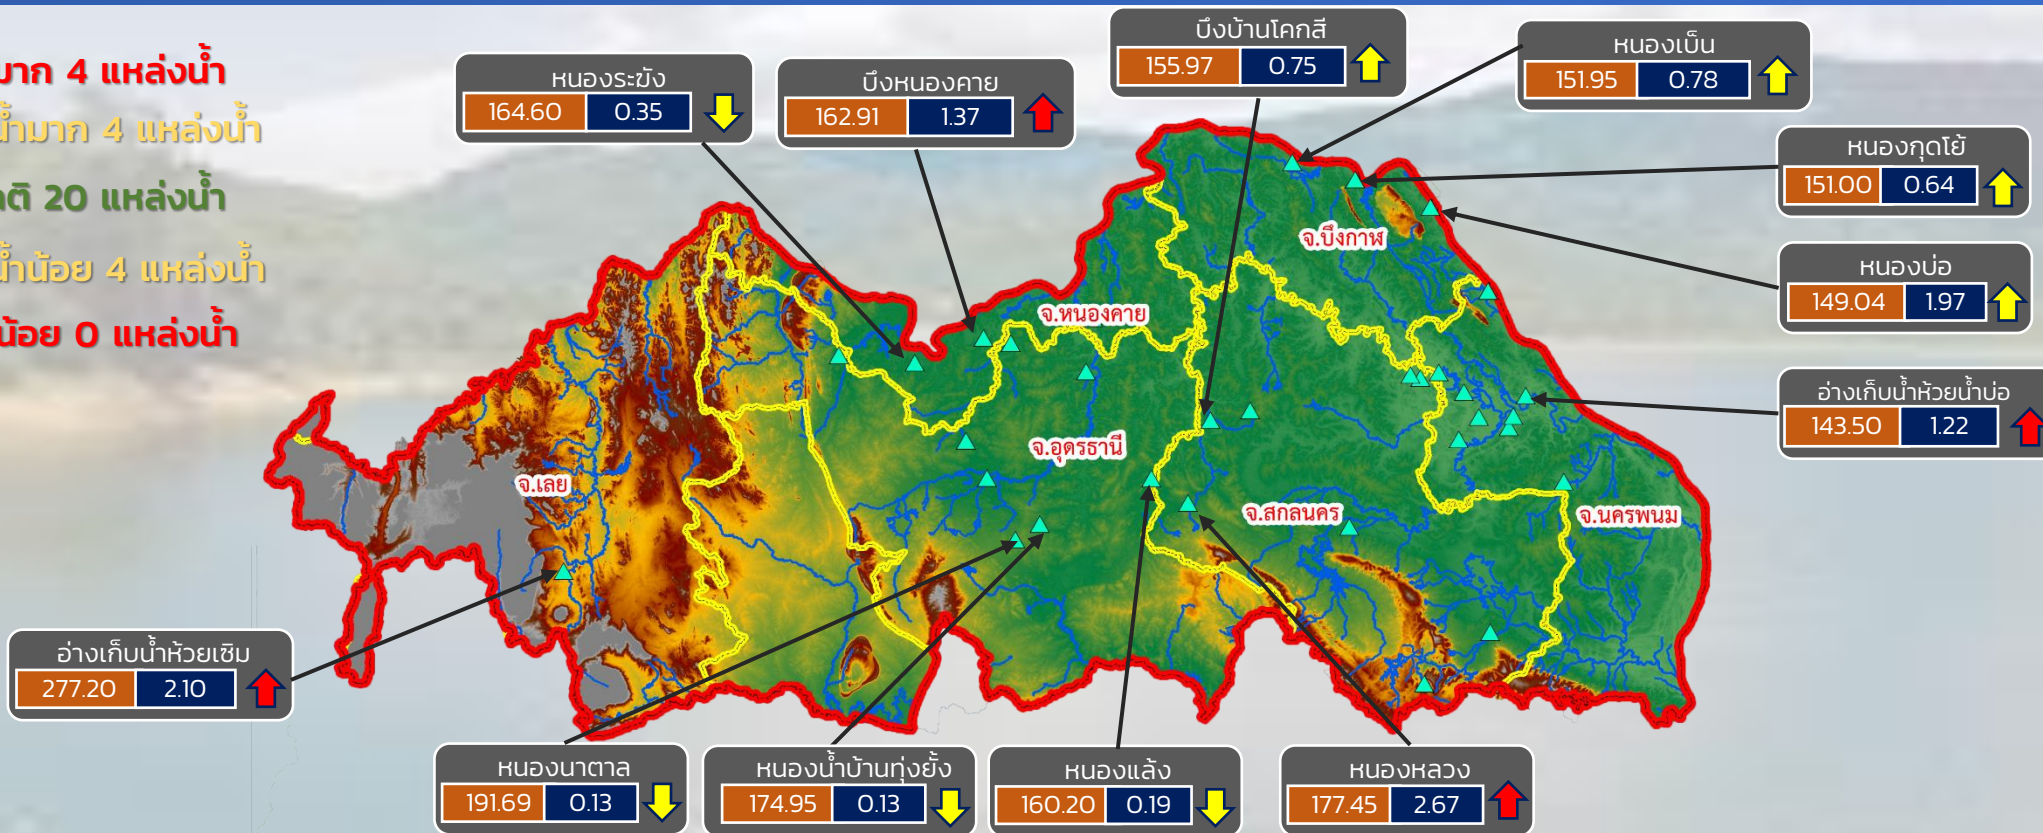 มาก 4 แหล่งน้ำ
น้ำมาก 4 แหล่งน้ำ
20 แหล่งน้ำ
น้ำน้อย 4 แหล่งน้ำ
น้อย 0 แหล่งน้ำ
หนองระฆัง
164.60 0.35
บึงหนองคาย
162.91 1.37
บึงบ้านโคกสี
155.97 0.75
หนองเบ็น
151.95 0.78
หนองกุดโย้
151.00 0.64
หนองบ่อ
149.04 1.97
อ่างเก็บน้ำห้วยน้ำบ่อ
143.50 1.22
จ.บึงกาฬ
จ.หนองคาย
จ.อุดรธานี
จ.เลย
จ.สกลนคร
จ.นครพนม
อ่างเก็บน้ำห้วยเซิม
277.20 2.10
หนองนาตาล
191.69 0.13
หนองน้ำบ้านทุ่งยั้ง
174.95 0.13
หนองแล้ง
160.20 0.19
หนองหลวง
177.45 2.67